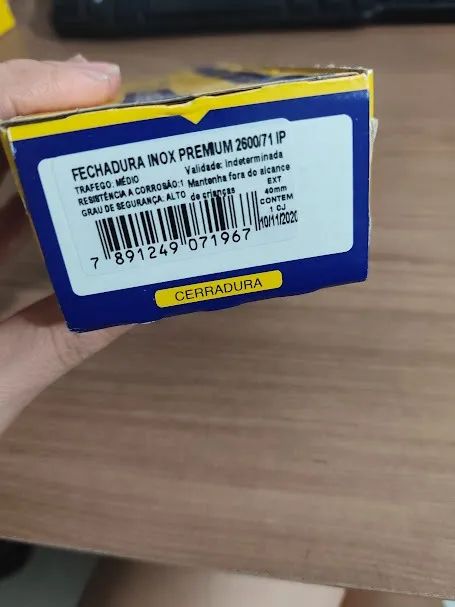 FECHADURA INOX PREMIUM 2600/71 IP
TRAFEGO: MÉDIO Validade: Indeterminada
RESISTÊNCIA A CORROSÃO:1 Mantenha fora do alcance
GRAU DE SEGURANÇA: ALTO de crianças
EXT
40mm
CONTEM
1 CJ
10/11/2020
7 891249 071967
CERRADURA